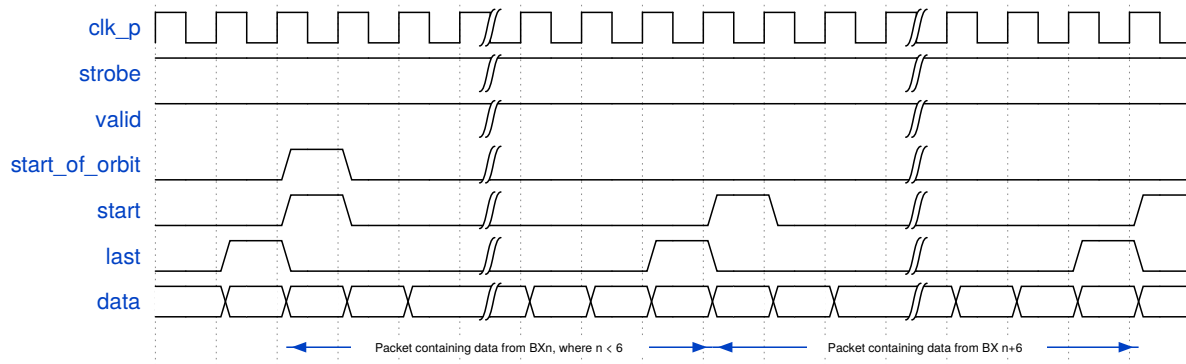 clk_p
strobe
valid
start_of_orbit
start
last
data
Packet containing data from BXn, where n < 6
Packet containing data from BX n+6